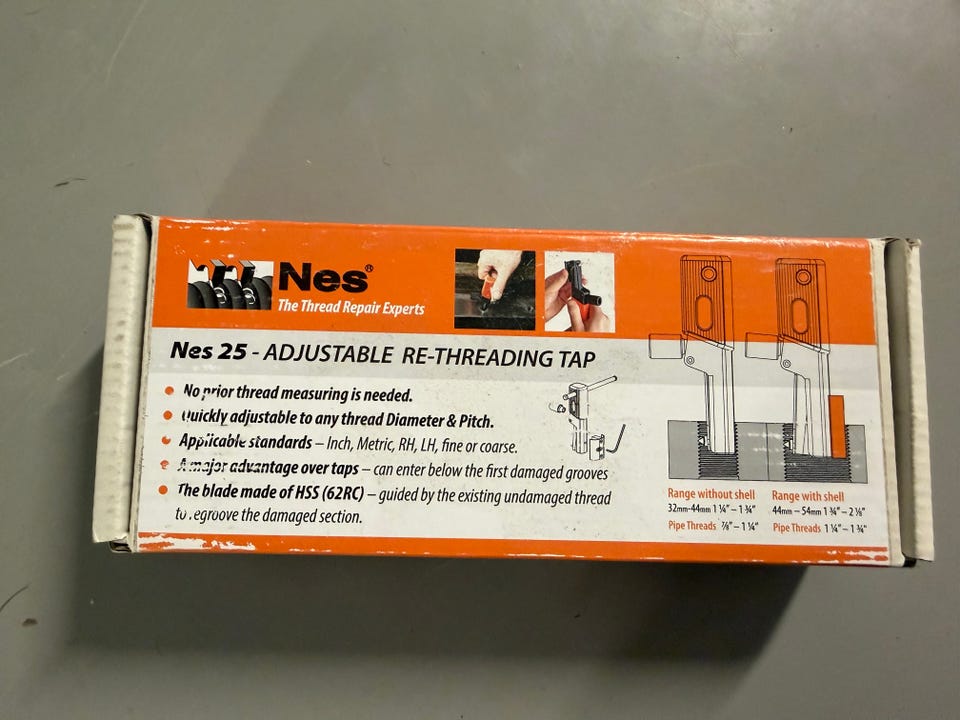 Nes®
The Thread Repair Experts
Nes 25 - ADJUSTABLE RE-THREADING TAP
No prior thread measuring is needed.
Quickly adjustable to any thread Diameter & Pitch.
Applicable standards – Inch, Metric, RH, LH, fine or coarse.
A major advantage over taps – can enter below the first damaged grooves
The blade made of HSS (62RC) – guided by the existing undamaged thread
to regroove the damaged section.
Range without shell
32mm-44mm 1 ¼" – 1 ¾"
Pipe Threads ⅞" – 1 ¼"
Range with shell
44mm – 54mm 1 ¾" – 2 ⅛"
Pipe Threads 1 ¼" – 1 ¾"